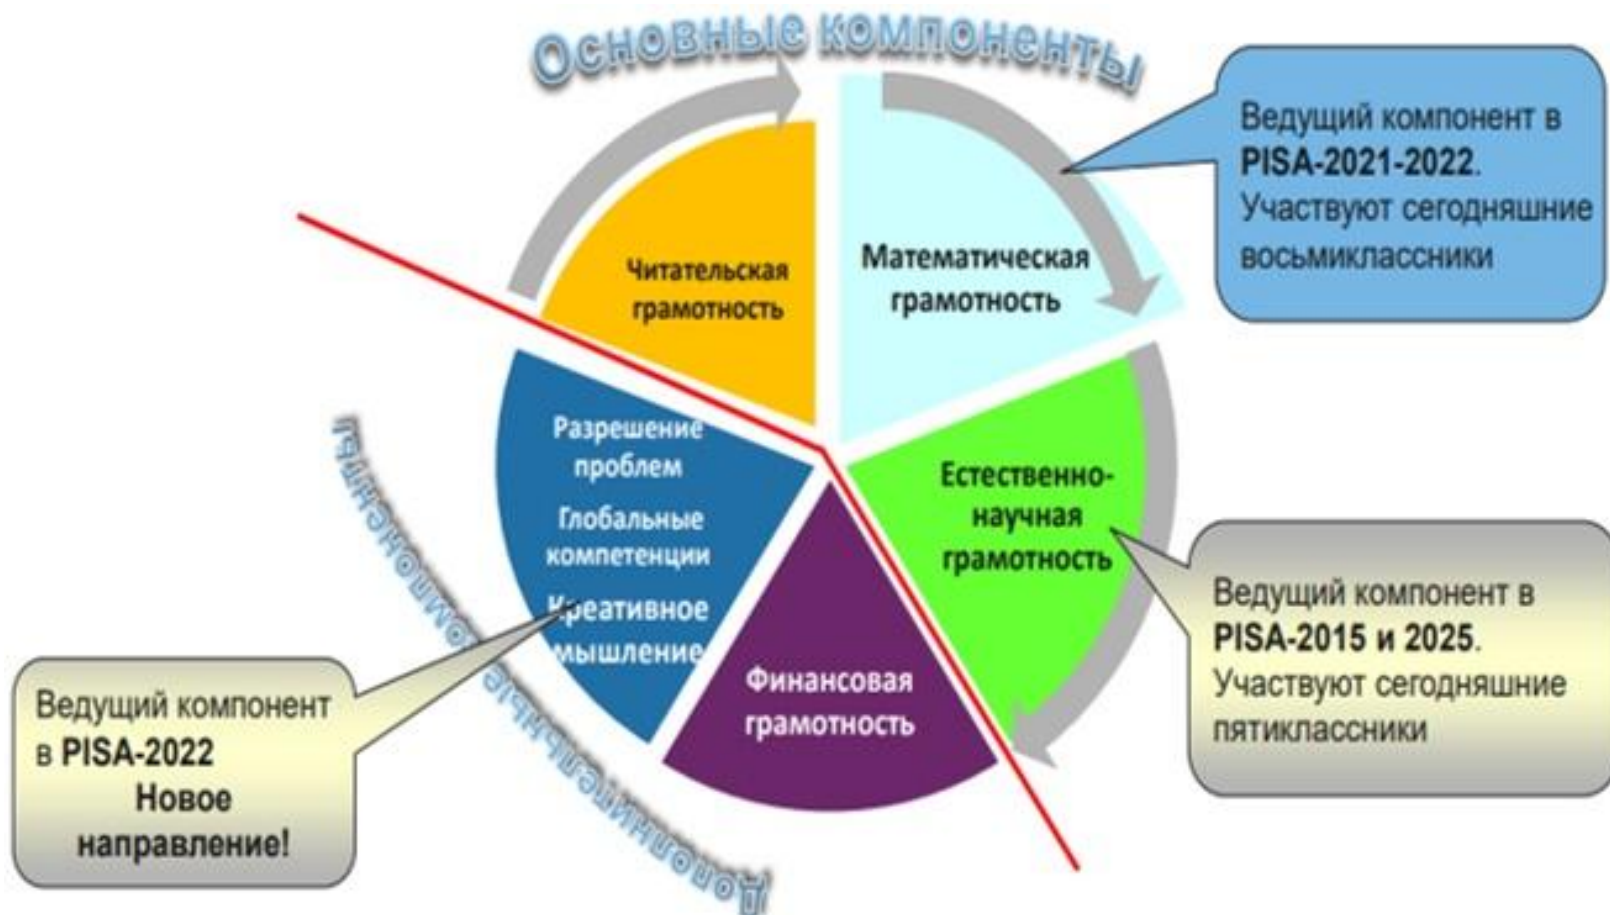 Основные компоненты
Читательская
грамотность
Математическая
грамотность
Ведущий компонент в
PISA-2021-2022.
Участвуют сегодняшние
восьмиклассники
Разрешение
проблем
Глобальные
компетенции
Креативное
мышление
Естественно-
научная
грамотность
Ведущий компонент в
PISA-2015 и 2025.
Участвуют сегодняшние
пятиклассники
Финансовая
грамотность
Ведущий компонент
в PISA-2022
Новое
направление!
Дополнительные компоненты